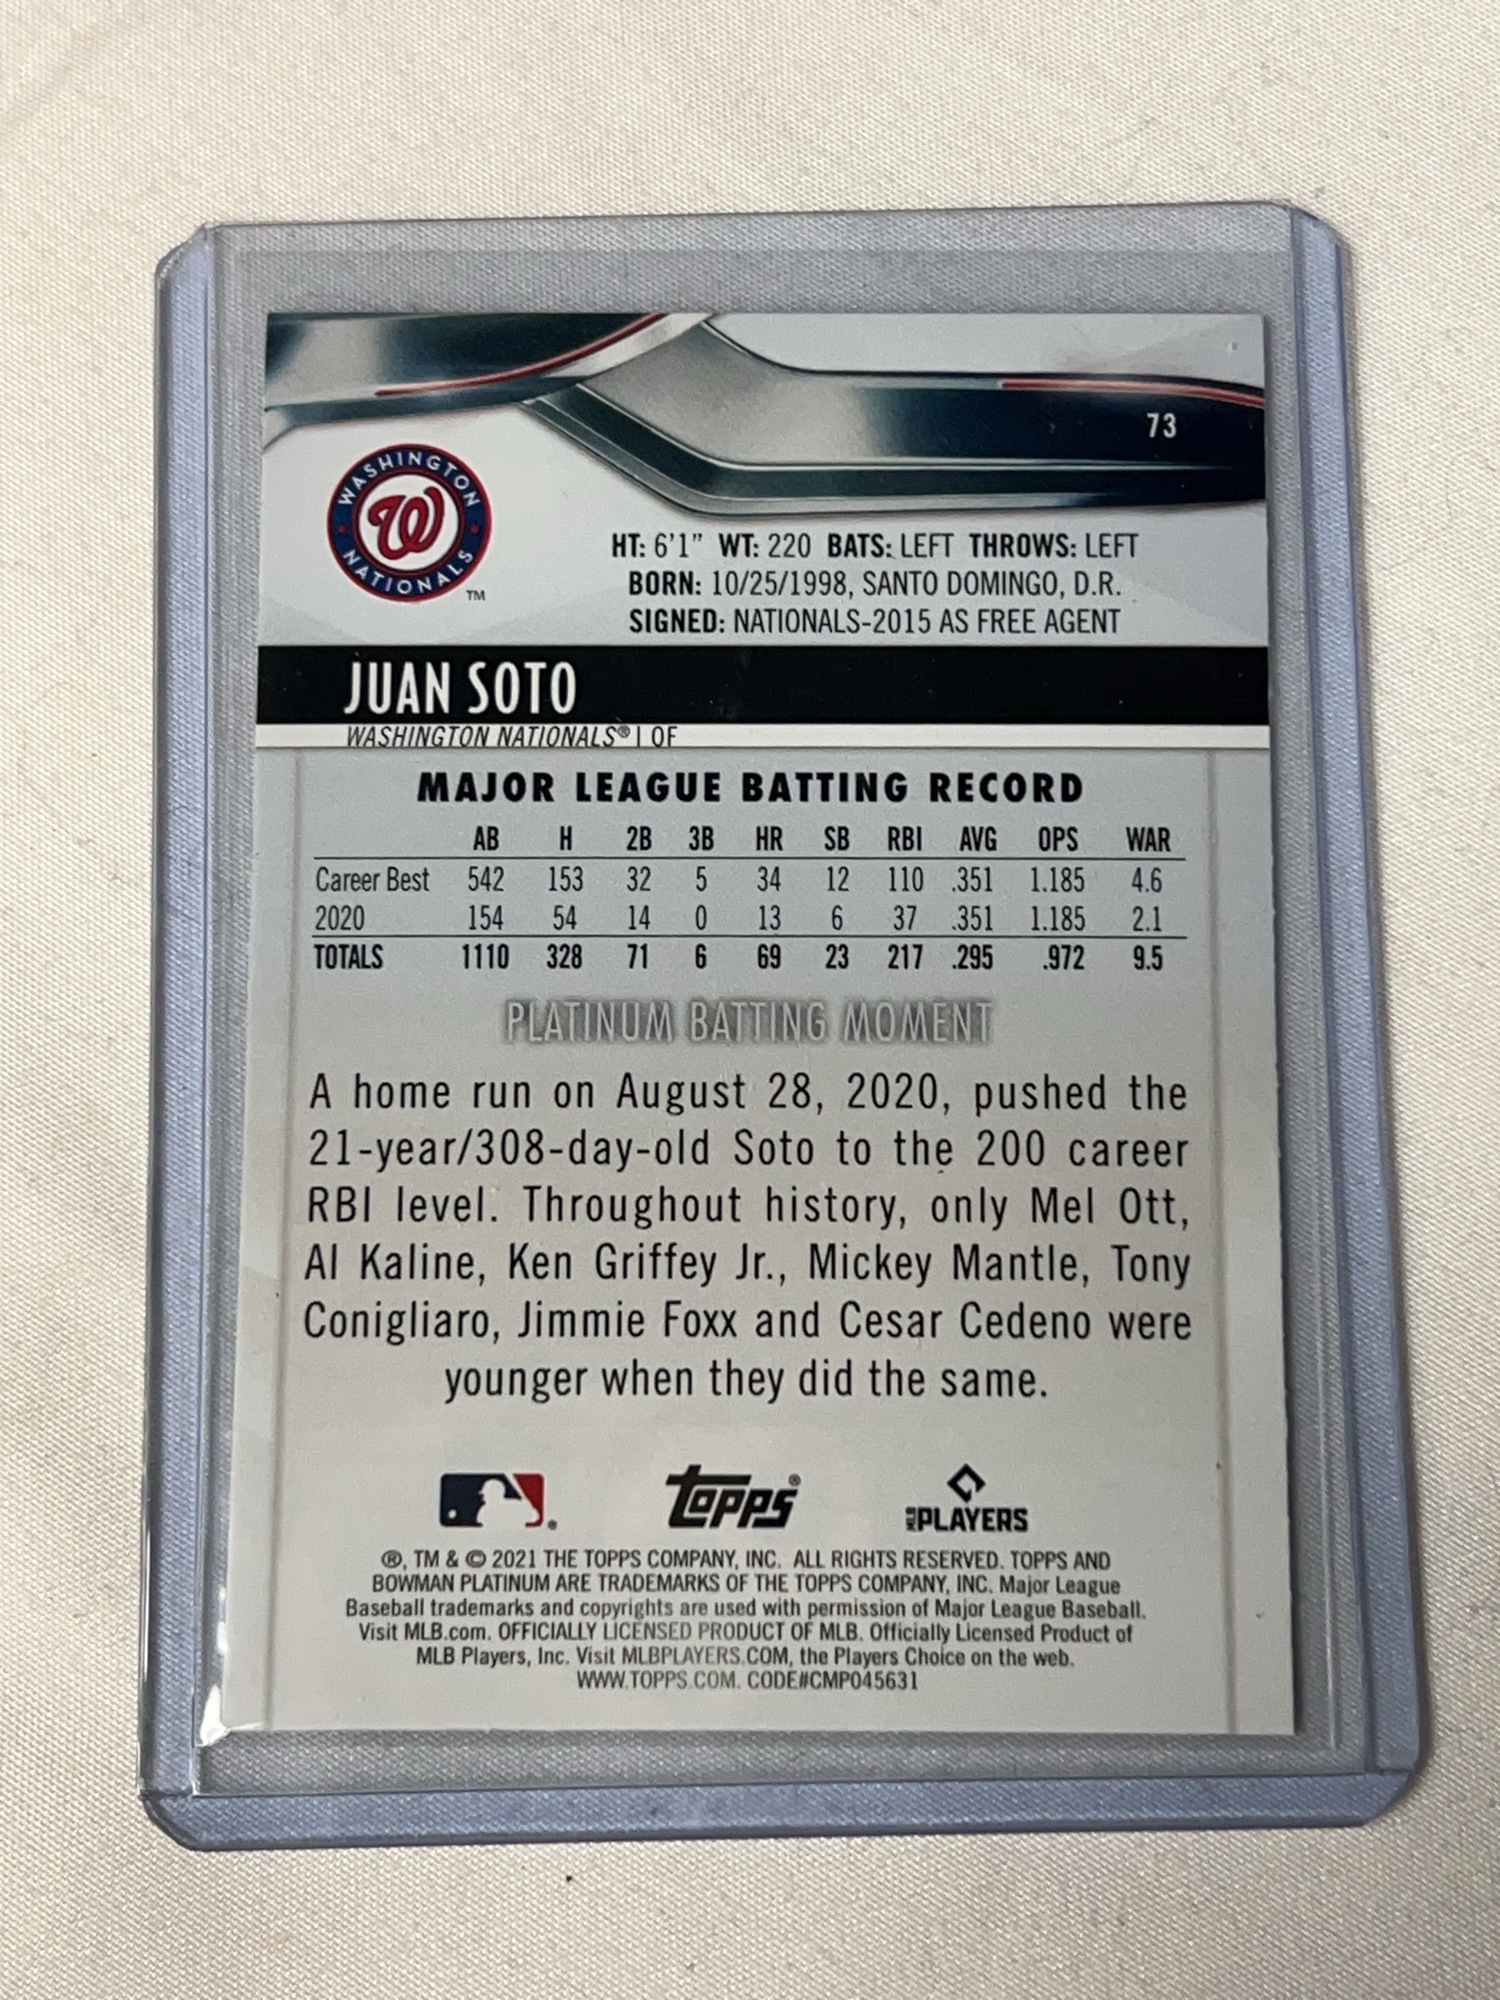 73
WASHINGTON
W
NATIONALS
TM
HT: 6'1" WT: 220 BATS: LEFT THROWS: LEFT
BORN: 10/25/1998, SANTO DOMINGO, D.R.
SIGNED: NATIONALS-2015 AS FREE AGENT
JUAN SOTO
WASHINGTON NATIONALS® | OF
MAJOR LEAGUE BATTING RECORD
AB H 2B 3B HR SB RBI AVG OPS WAR
Career Best 542 153 32 5 34 12 110 .351 1.185 4.6
2020 154 54 14 0 13 6 37 .351 1.185 2.1
TOTALS 1110 328 71 6 69 23 217 .295 .972 9.5
PLATINUM BATTING MOMENT
A home run on August 28, 2020, pushed the
21-year/308-day-old Soto to the 200 career
RBI level. Throughout history, only Mel Ott,
Al Kaline, Ken Griffey Jr., Mickey Mantle, Tony
Conigliaro, Jimmie Foxx and Cesar Cedeno were
younger when they did the same.
topps® PLAYERS
®, TM & © 2021 THE TOPPS COMPANY, INC. ALL RIGHTS RESERVED. TOPPS AND
BOWMAN PLATINUM ARE TRADEMARKS OF THE TOPPS COMPANY, INC. Major League
Baseball trademarks and copyrights are used with permission of Major League Baseball.
Visit MLB.com. OFFICIALLY LICENSED PRODUCT OF MLB. Officially Licensed Product of
MLB Players, Inc. Visit MLBPLAYERS.COM, the Players Choice on the web.
WWW.TOPPS.COM. CODE#CMP045631